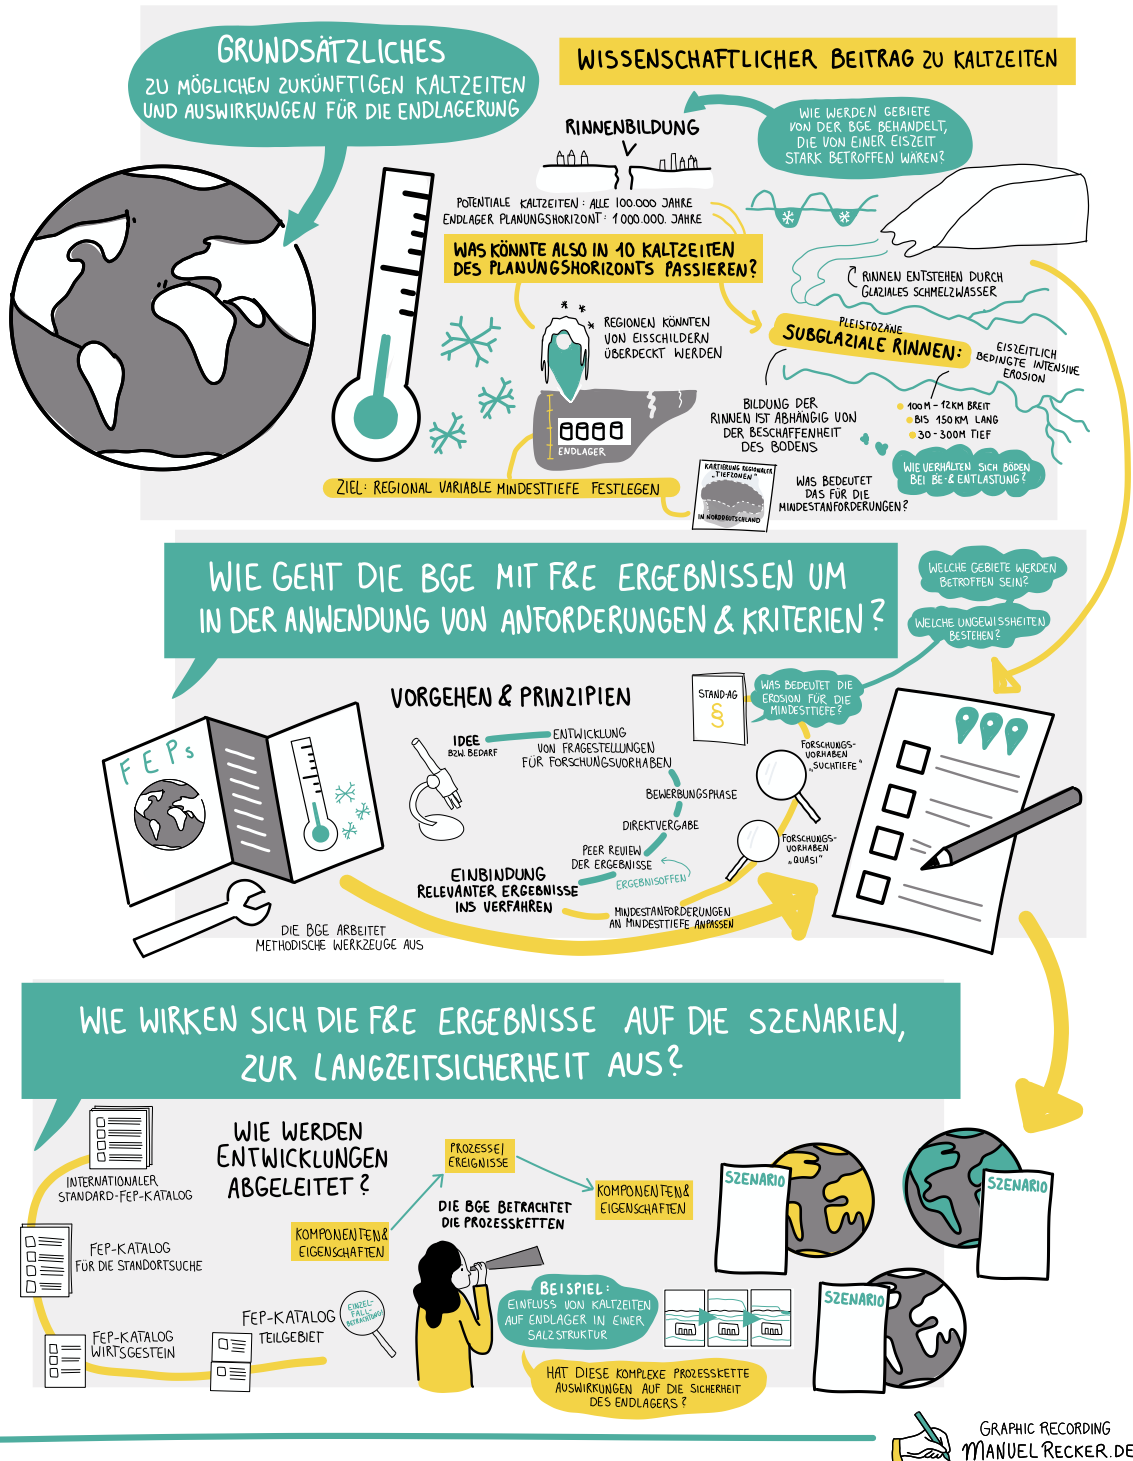 GRUNDSÄTZLICHES
ZU MÖGLICHEN ZUKÜNFTIGEN KALTZEITEN
UND AUSWIRKUNGEN FÜR DIE ENDLAGERUNG
WISSENSCHAFTLICHER BEITRAG ZU KALTZEITEN
WIE WERDEN GEBIETE
VON DER BGE BEHANDELT,
DIE VON EINER EISZEIT
STARK BETROFFEN WÄREN?
RINNENBILDUNG
POTENTIALE KALTZEITEN: ALLE 100.000 JAHRE
ENDLAGER PLANUNGSHORIZONT: 1000.000. JAHRE
WAS KÖNNTE ALSO IN 10 KALTZEITEN
DES PLANUNGSHORIZONTS PASSIEREN?
RINNEN ENTSTEHEN DURCH
GLAZIALES SCHMELZWASSER
REGIONEN KÖNNTEN
VON EISSCHILDERN
ÜBERDECKT WERDEN
PLEISTOZÄNE
SUBGLAZIALE RINNEN:
EISZEITLICH
BEDINGTE INTENSIVE
EROSION
100M - 12KM BREIT
BIS 150KM LANG
30-300M TIEF
BILDUNG DER
RINNEN IST ABHÄNGIG VON
DER BESCHAFFENHEIT
DES BODENS
ENDLAGER
WIE VERHALTEN SICH BÖDEN
BEI BE-& ENTLASTUNG?
ZIEL: REGIONAL VARIABLE MINDESTTIEFE FESTLEGEN
KARTIERUNG REGIONALER
"TIEFZONEN"
IN NORDDEUTSCHLAND
WAS BEDEUTET
DAS FÜR DIE
MINDESTANFORDERUNGEN?
WIE GEHT DIE BGE MIT F&E ERGEBNISSEN UM
IN DER ANWENDUNG VON ANFORDERUNGEN & KRITERIEN?
WELCHE GEBIETE WERDEN
BETROFFEN SEIN?
WELCHE UNGEWISSHEITEN
BESTEHEN?
VORGEHEN & PRINZIPIEN
STAND-AG
§
WAS BEDEUTET DIE
EROSION FÜR DIE
MINDESTTIEFE?
FEPs
IDEE
BZW. BEDARF
ENTWICKLUNG
VON FRAGESTELLUNGEN
FÜR FORSCHUNGSVORHABEN
BEWERBUNGSPHASE
DIREKTVERGABE
PEER REVIEW
DER ERGEBNISSE
ERGEBNISOFFEN
EINBINDUNG
RELEVANTER ERGEBNISSE
INS VERFAHREN
MINDESTANFORDERUNGEN
AN MINDESTTIEFE ANPASSEN
FORSCHUNGS-
VORHABEN
"SUCHTIEFE"
FORSCHUNGS-
VORHABEN
"QUASI"
DIE BGE ARBEITET
METHODISCHE WERKZEUGE AUS
WIE WIRKEN SICH DIE F&E ERGEBNISSE AUF DIE SZENARIEN,
ZUR LANGZEITSICHERHEIT AUS?
WIE WERDEN
ENTWICKLUNGEN
ABGELEITET?
INTERNATIONALER
STANDARD-FEP-KATALOG
FEP-KATALOG
FÜR DIE STANDORTSUCHE
FEP-KATALOG
WIRTSGESTEIN
FEP-KATALOG
TEILGEBIET
EINZEL-
FALL-
BETRACHTUNG
KOMPONENTEN&
EIGENSCHAFTEN
PROZESSE/
EREIGNISSE
KOMPONENTEN&
EIGENSCHAFTEN
DIE BGE BETRACHTET
DIE PROZESSKETTEN
BEISPIEL:
EINFLUSS VON KALTZEITEN
AUF ENDLAGER IN EINER
SALZSTRUKTUR
HAT DIESE KOMPLEXE PROZESSKETTE
AUSWIRKUNGEN AUF DIE SICHERHEIT
DES ENDLAGERS?
SZENARIO
SZENARIO
SZENARIO
GRAPHIC RECORDING
MANUELRECKER.DE